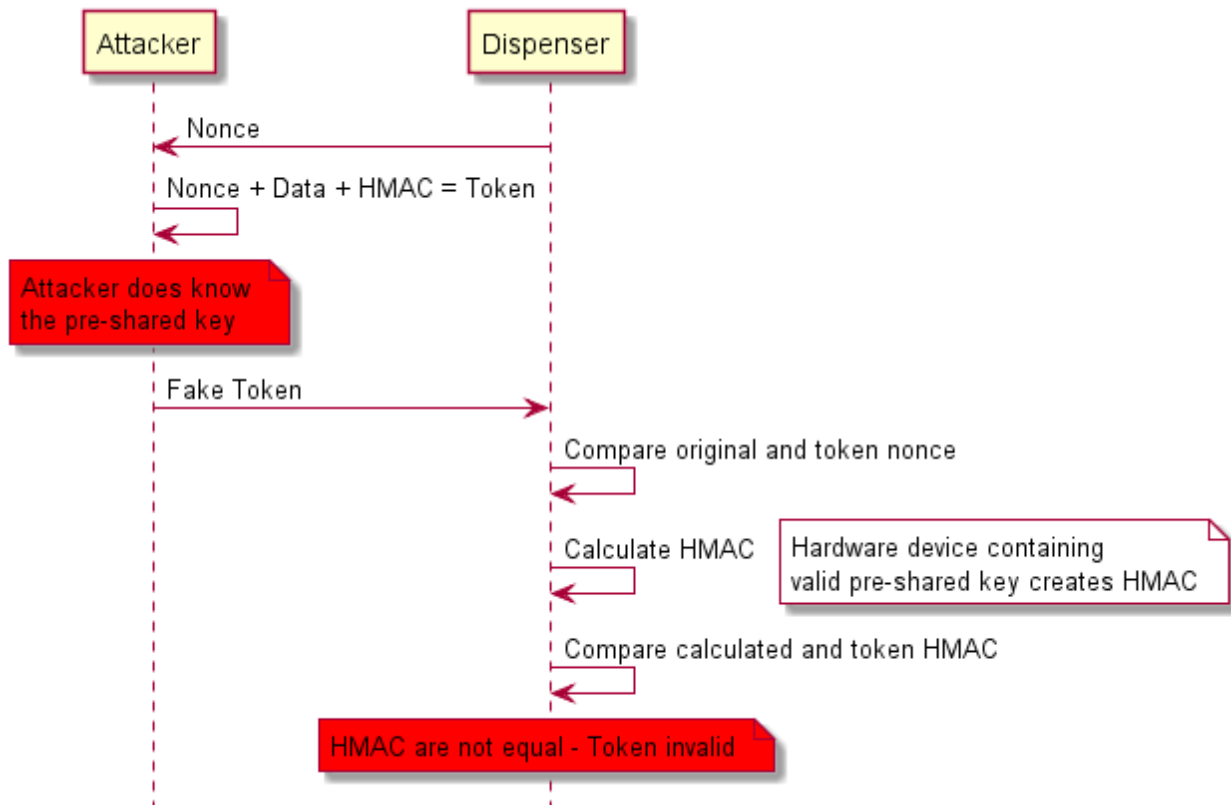 Attacker
Dispenser
Nonce
Nonce + Data + HMAC = Token
Attacker does know
the pre-shared key
Fake Token
Compare original and token nonce
Calculate HMAC
Hardware device containing
valid pre-shared key creates HMAC
Compare calculated and token HMAC
HMAC are not equal - Token invalid